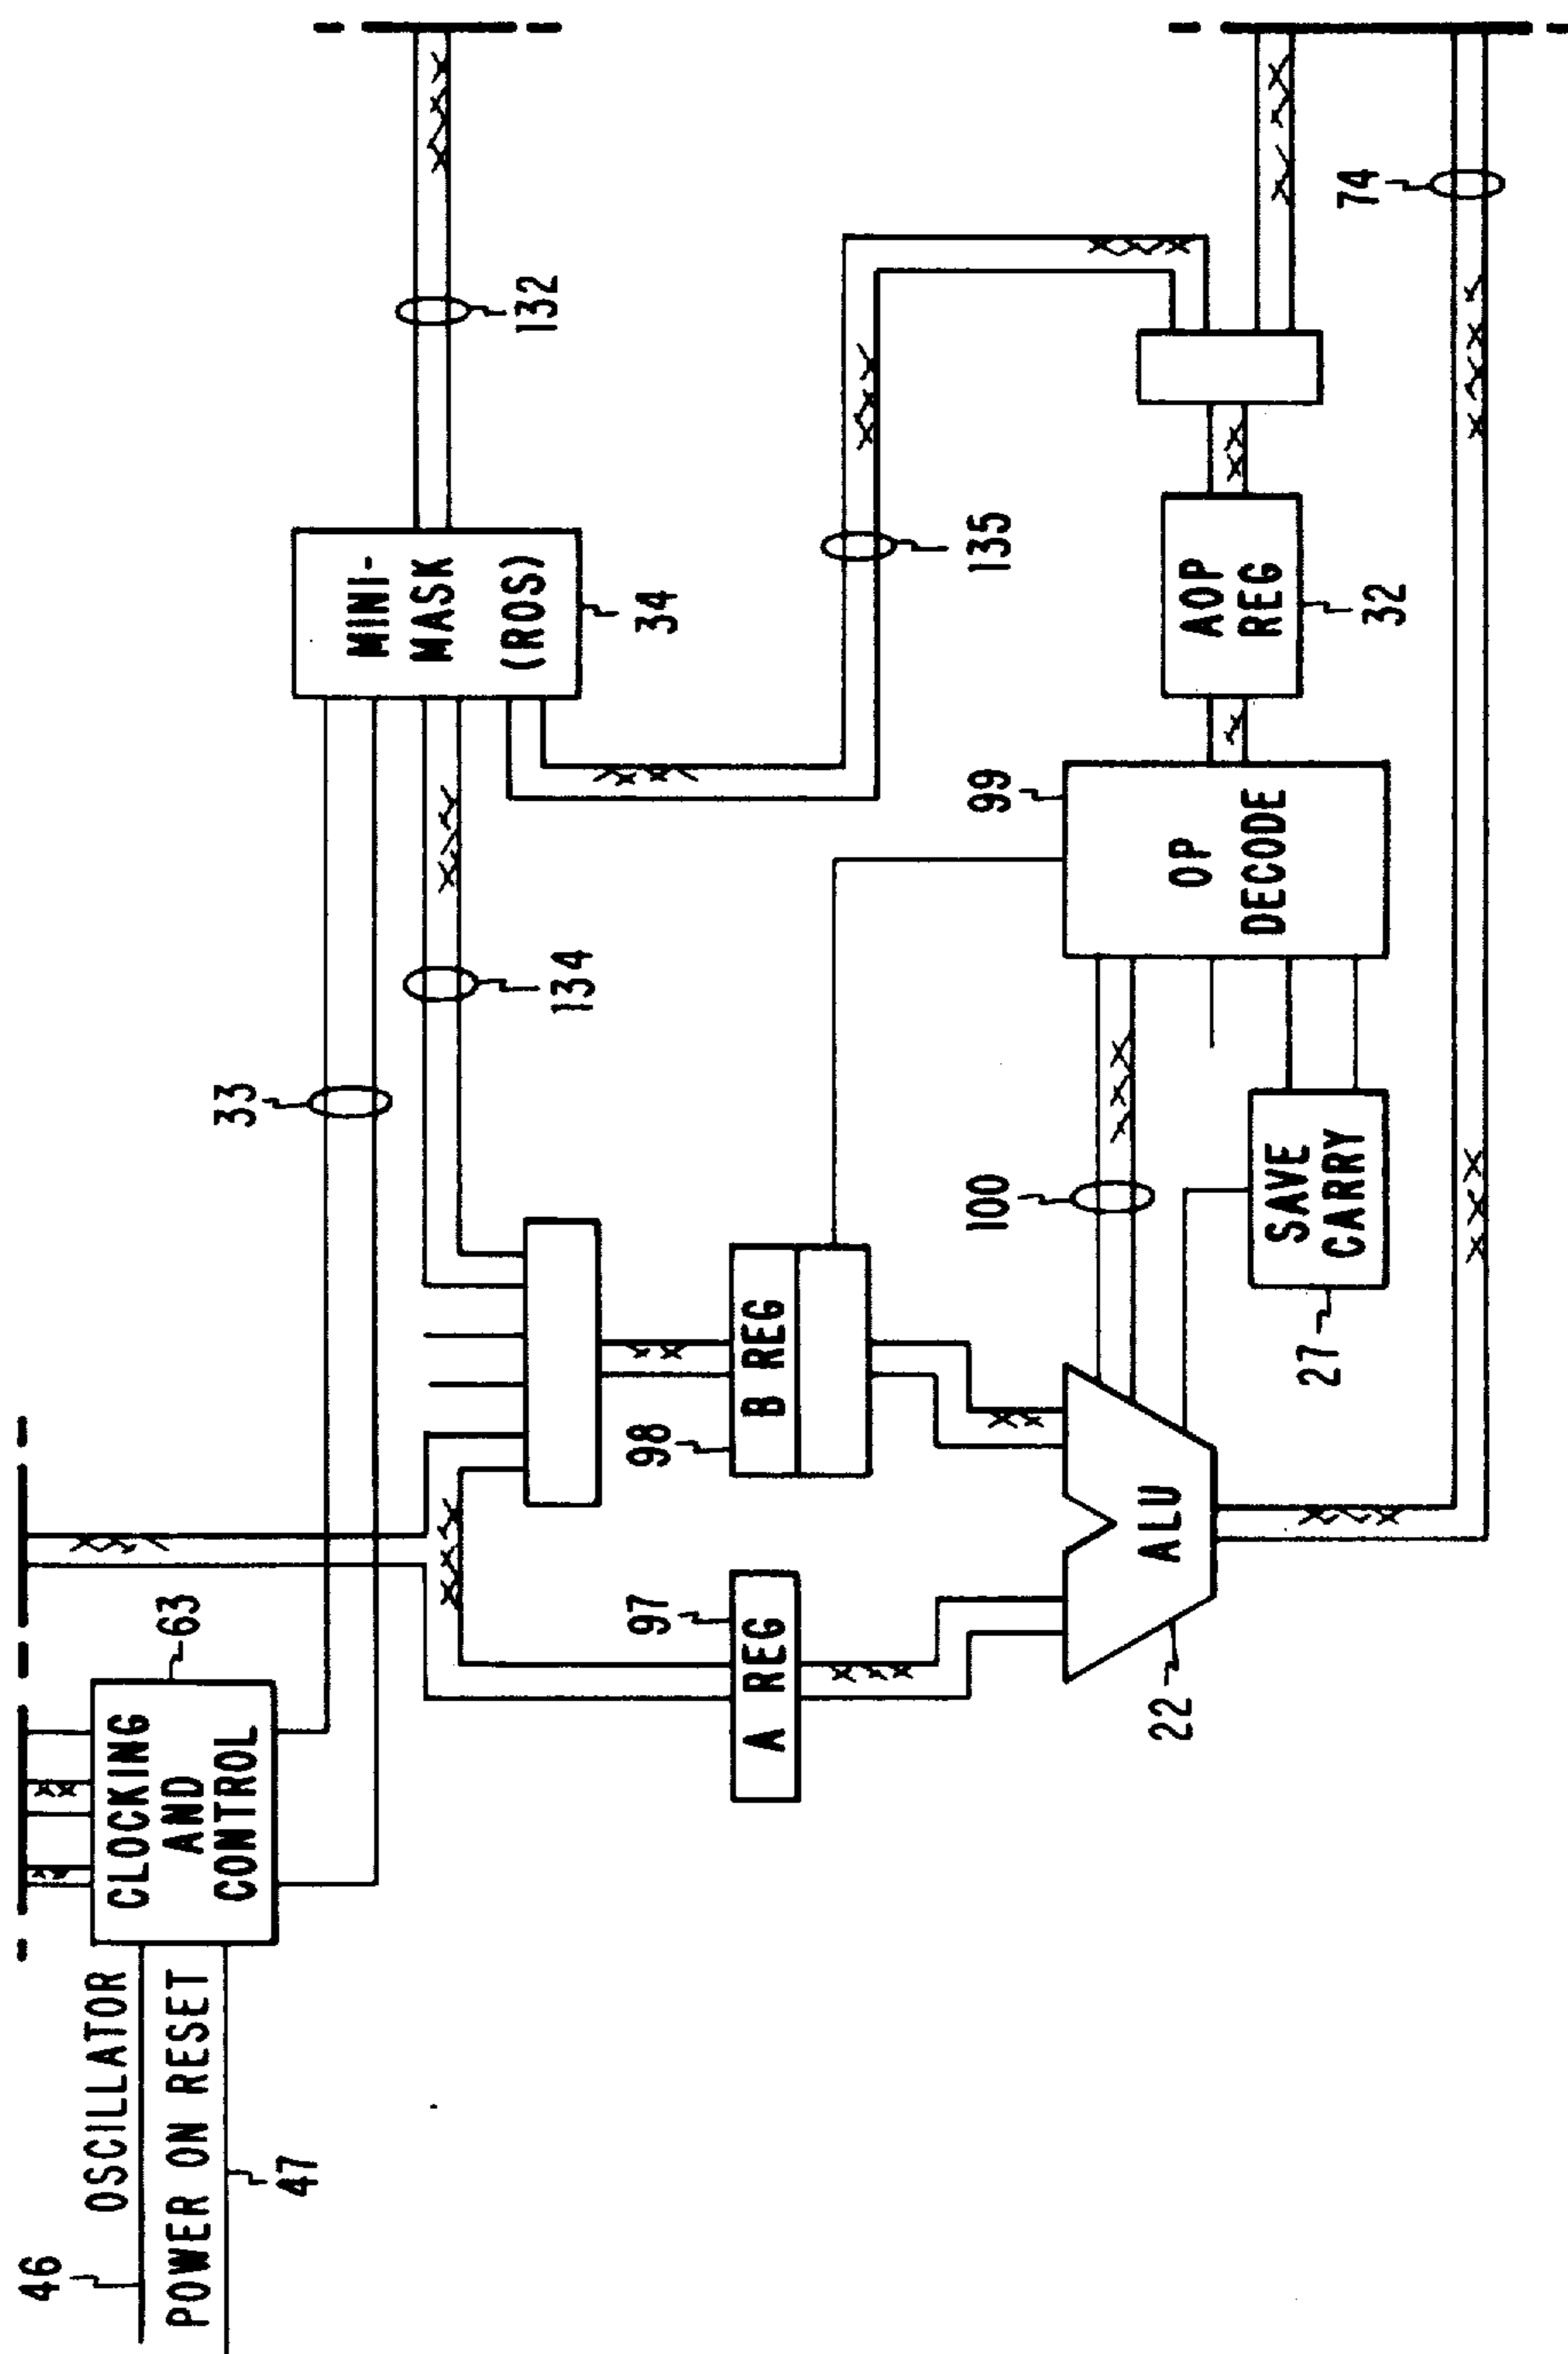 46
OSCILLATOR
POWER ON RESET
47
CLOCKING
AND
CONTROL
63
33
134
MINI-
MASK
(ROS)
34
132
135
A REG
97
B REG
98
ALU
22
100
SAVE
CARRY
27
OP
DECODE
99
AOP
REG
32
74